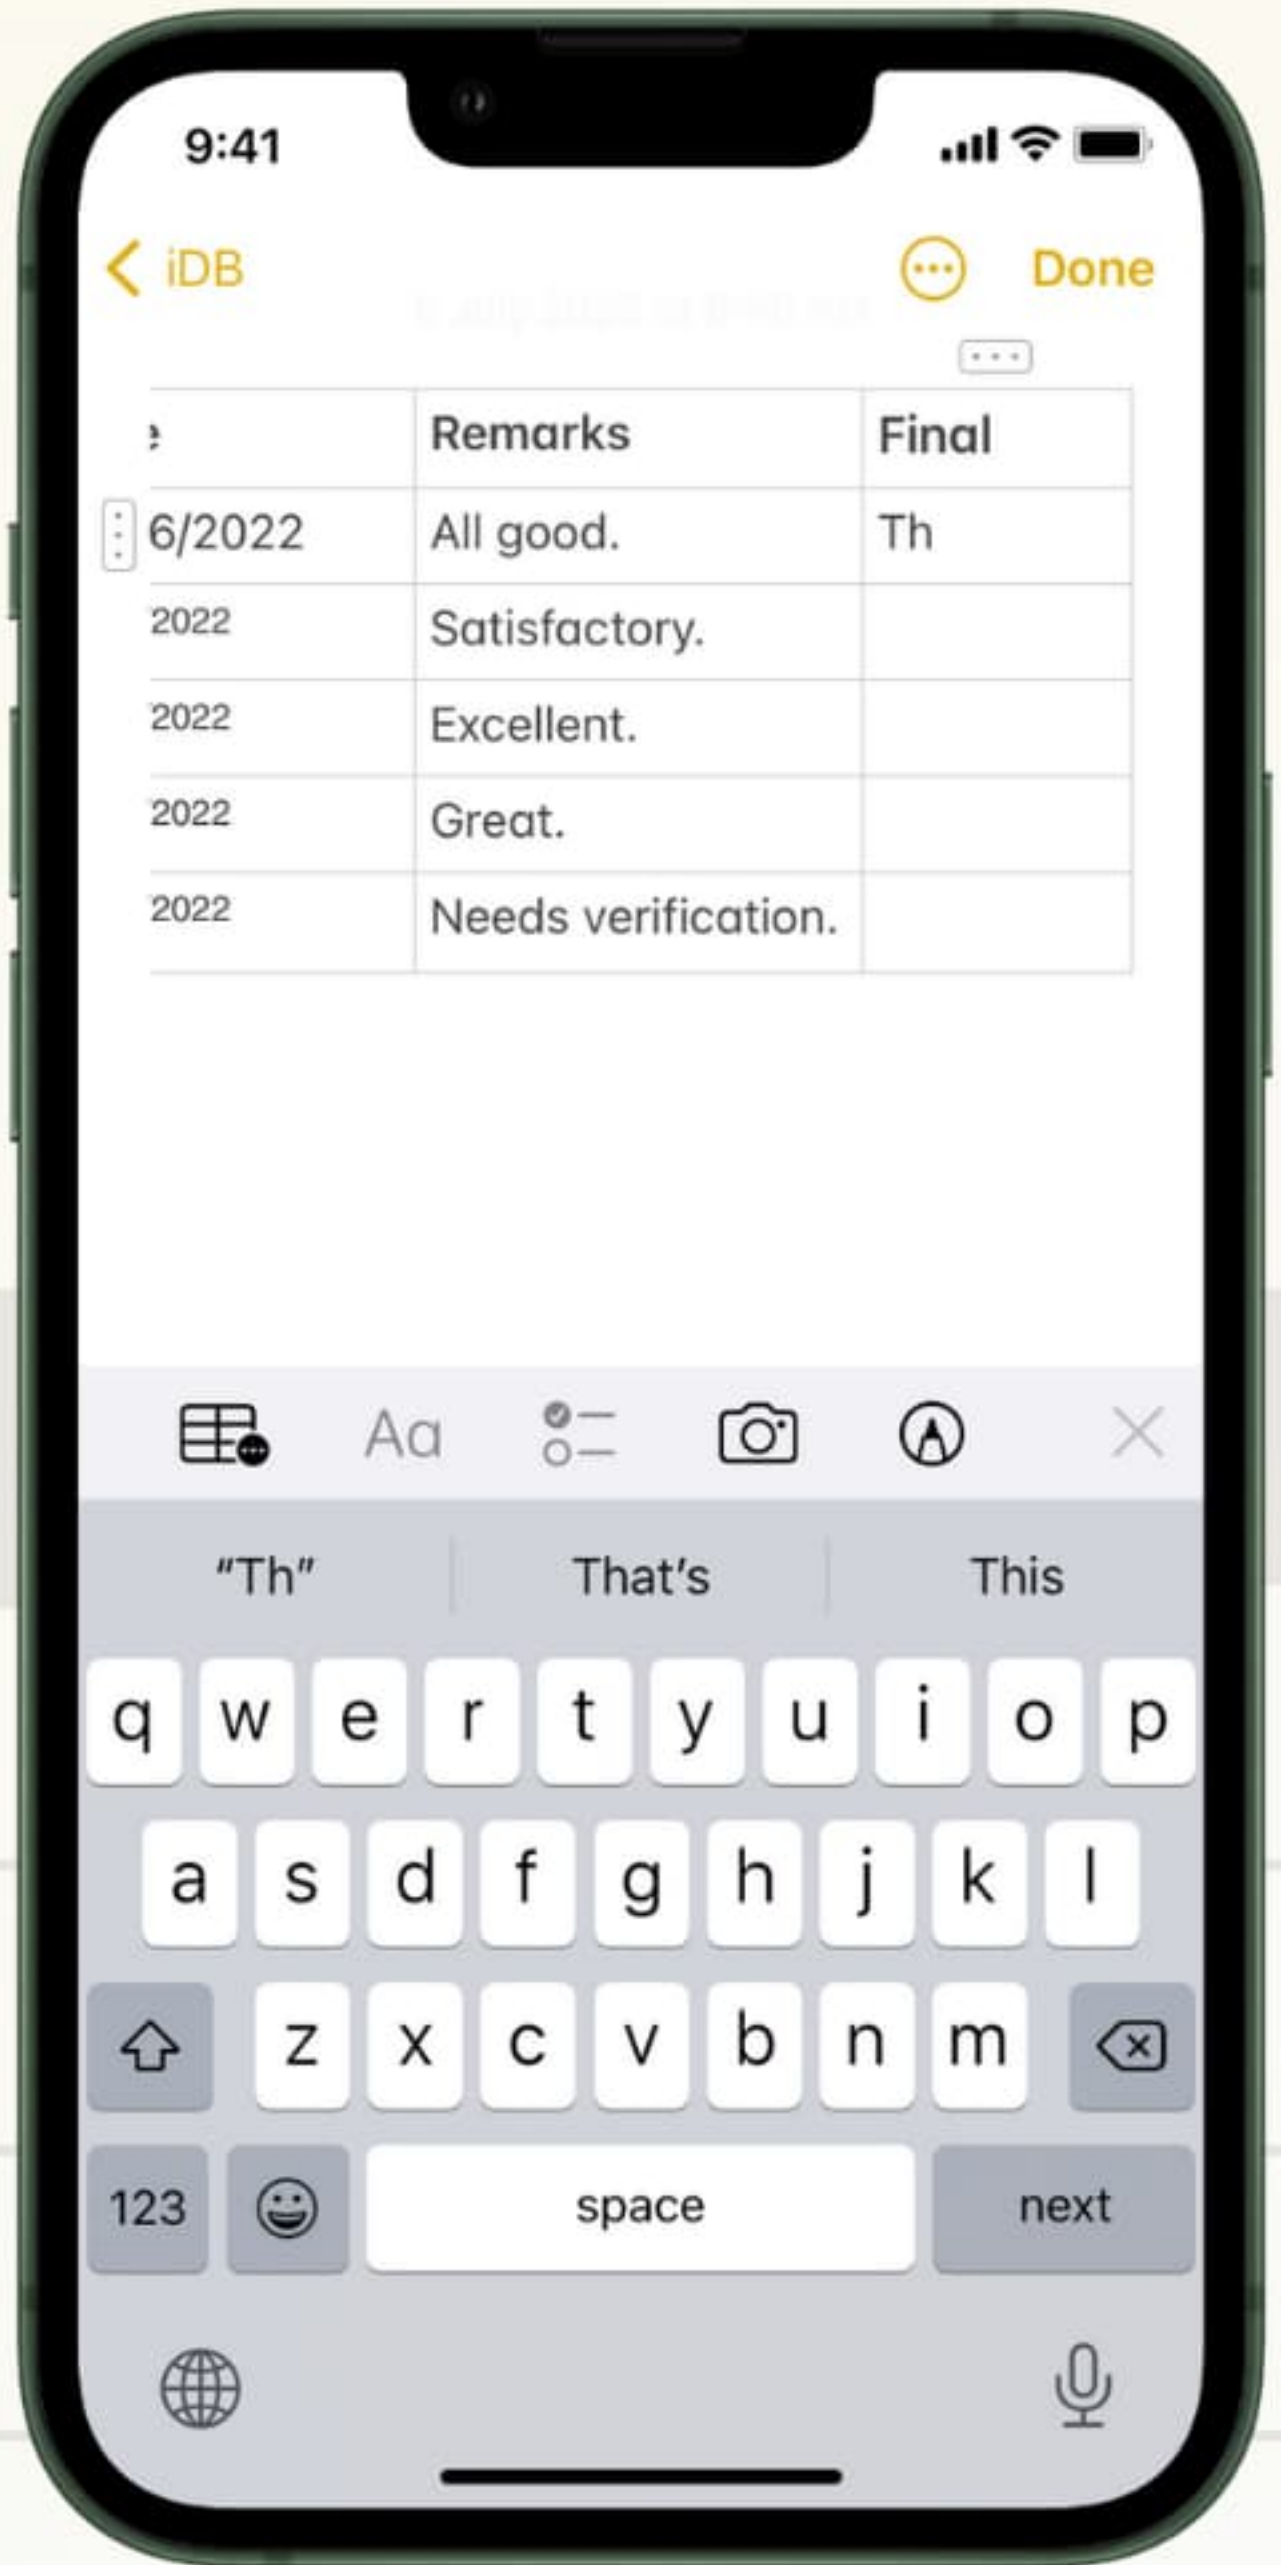 9:41
iDB Done
e Remarks Final
6/2022 All good. Th
2022 Satisfactory.
2022 Excellent.
2022 Great.
2022 Needs verification.
Aa
“Th” That’s This
q w e r t y u i o p
a s d f g h j k l
z x c v b n m
123 space next